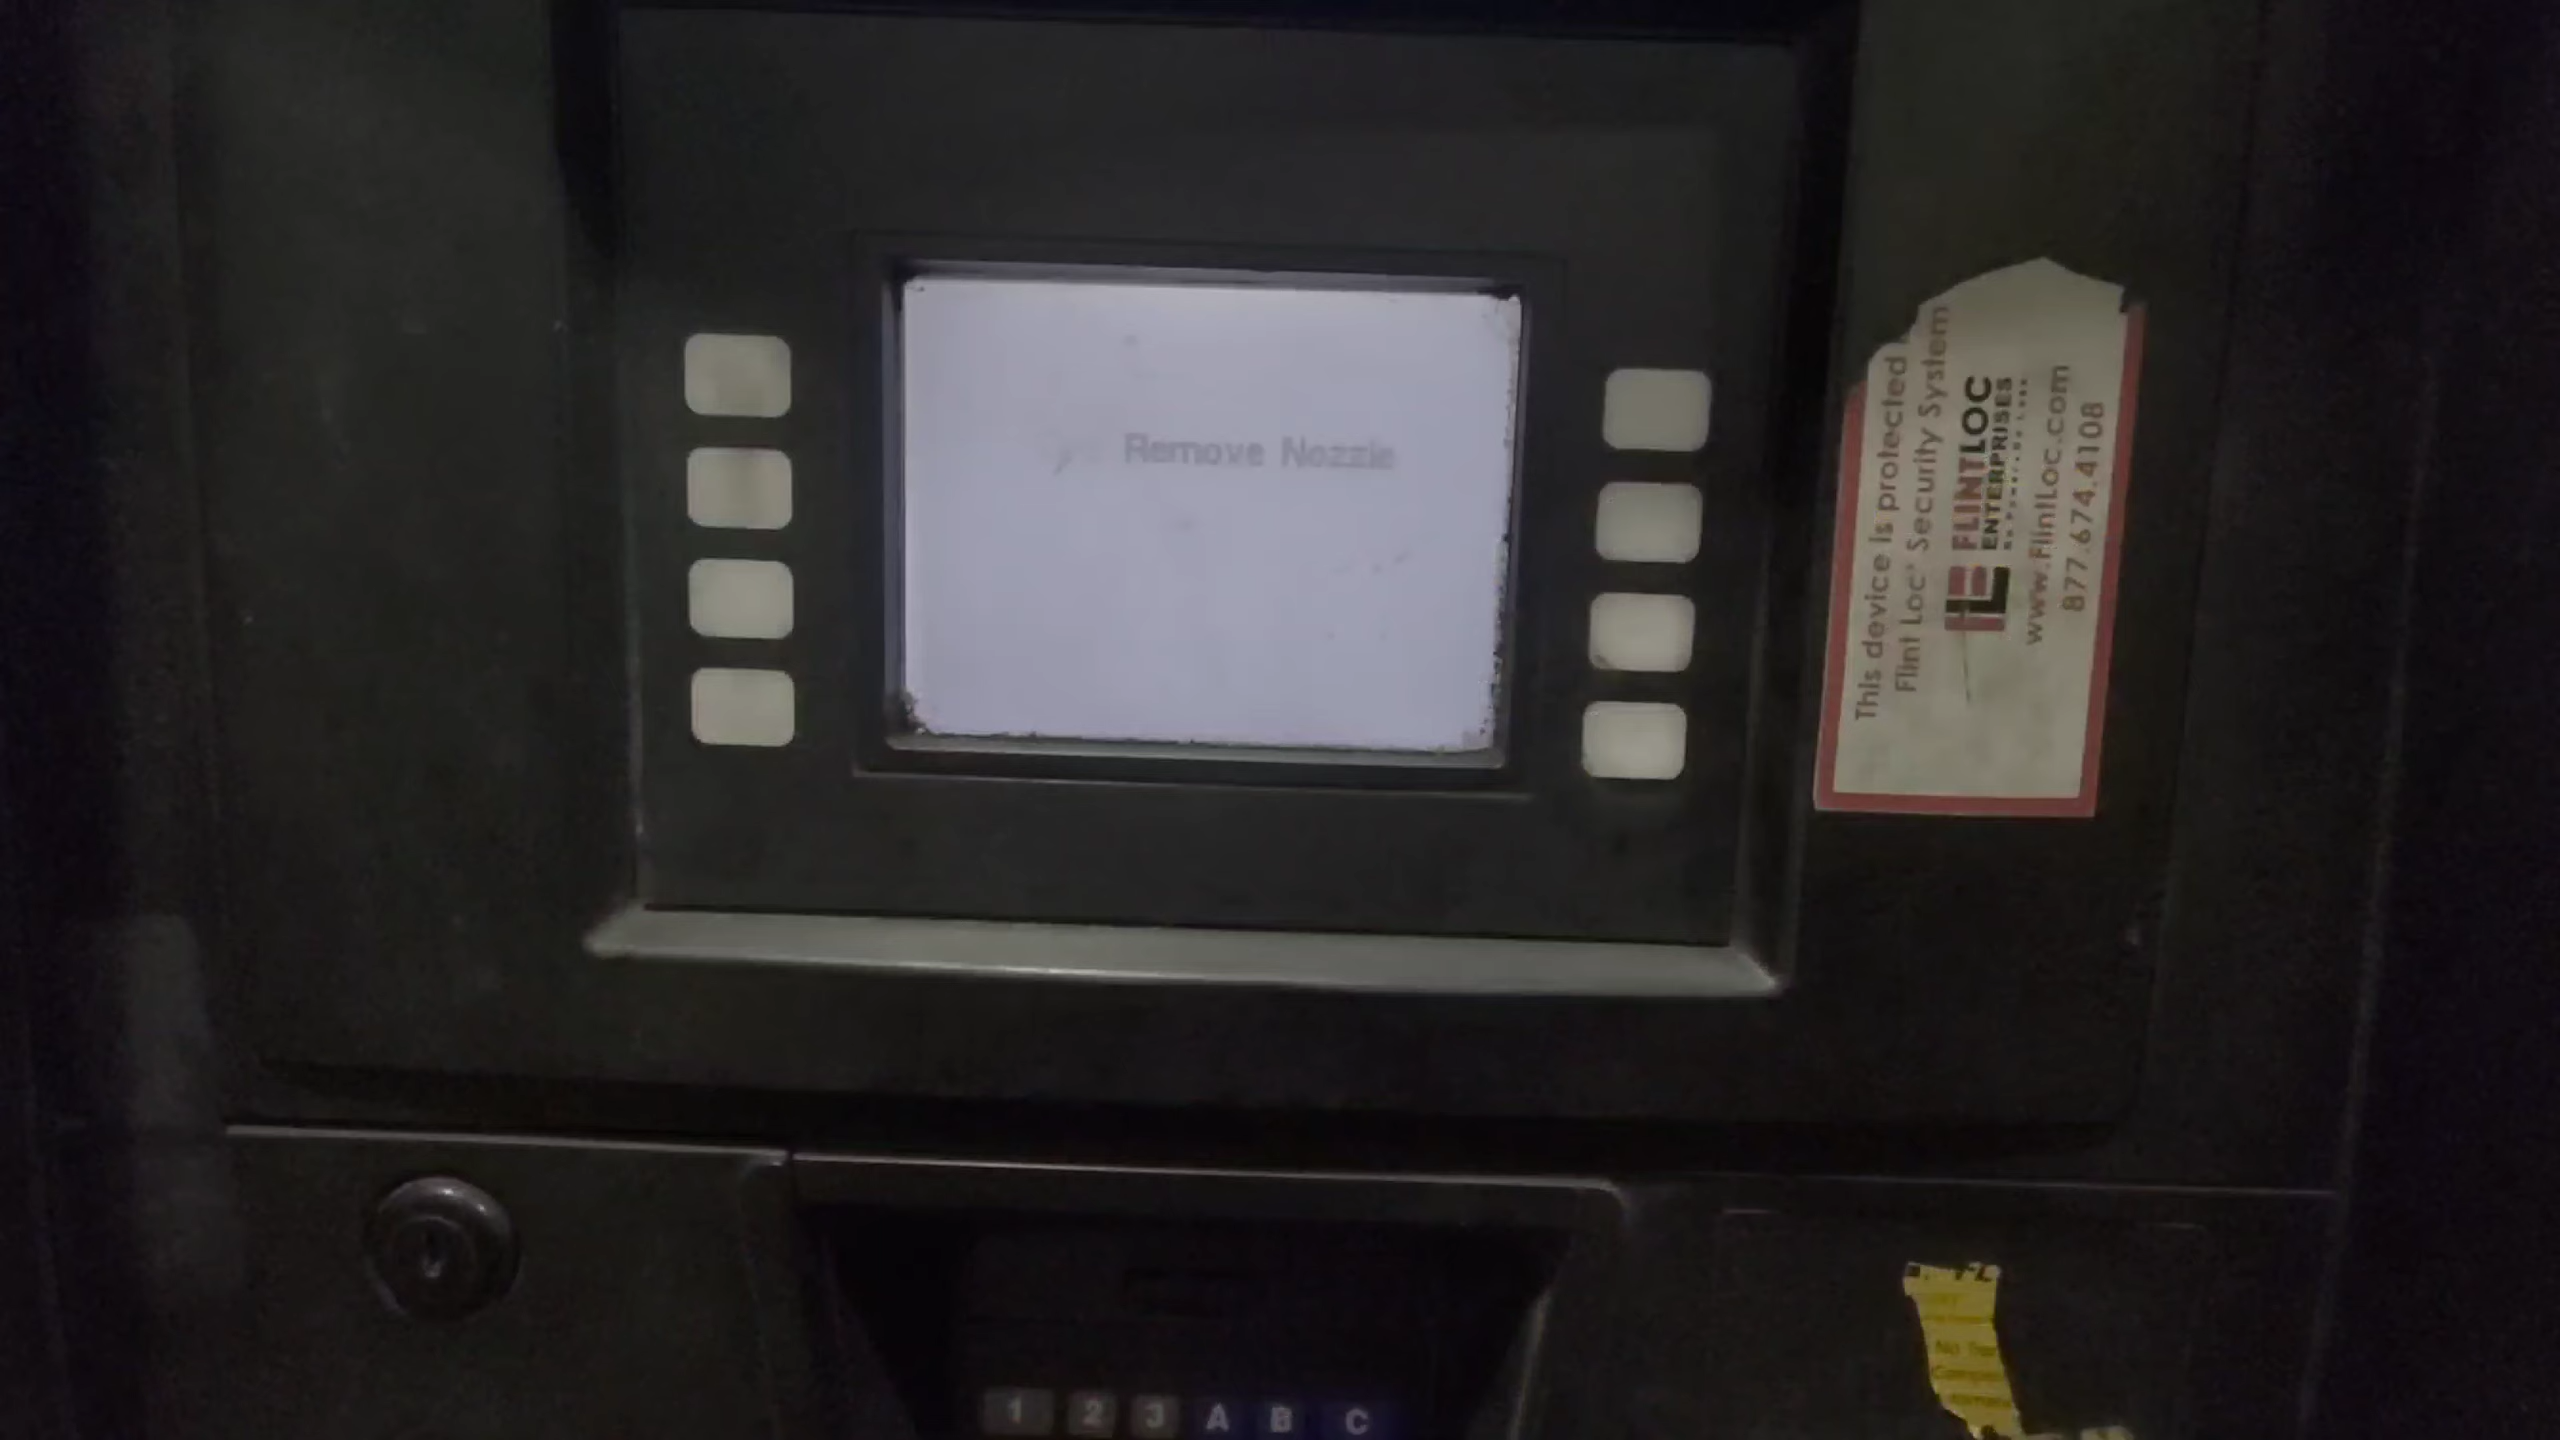 Remove Nozzle
This device is protected
Flint Loc® Security System
FLINTLOC
ENTERPRISES
www.FlintLoc.com
877.674.4108
1 2 3 A B C